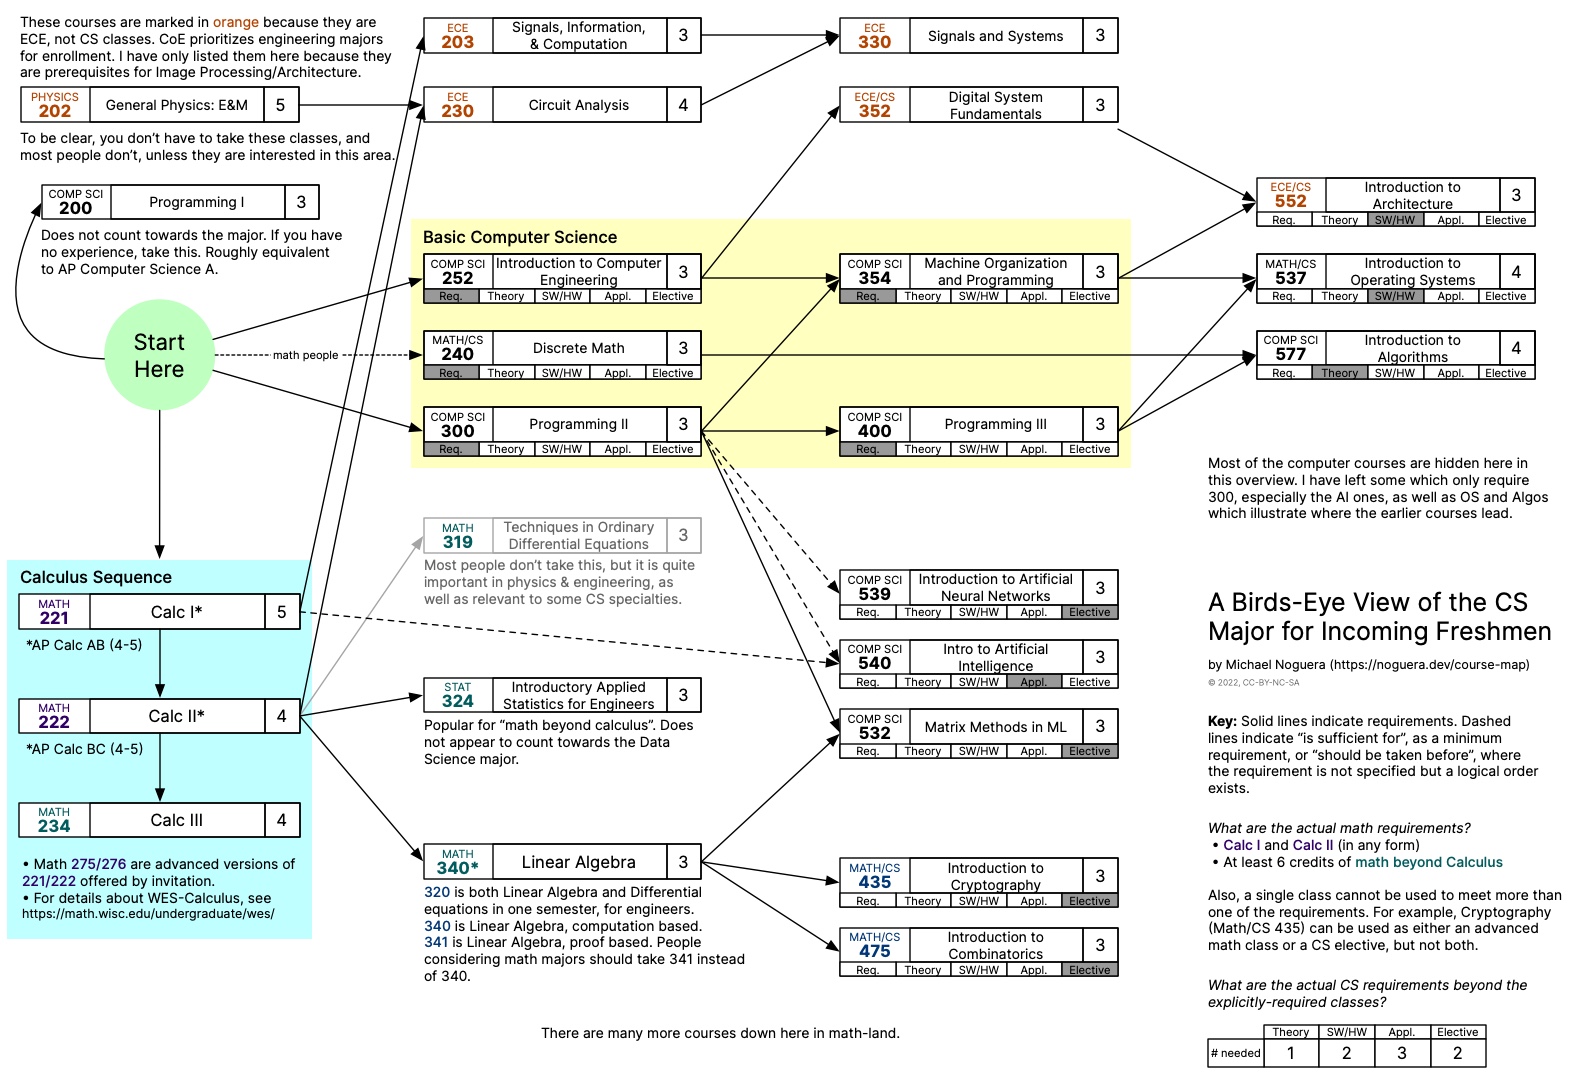 These courses are marked in orange because they are
ECE, not CS classes. CoE prioritizes engineering majors
for enrollment. I have only listed them here because they
are prerequisites for Image Processing/Architecture.
PHYSICS
202
General Physics: E&M
5
To be clear, you don't have to take these classes, and
most people don't, unless they are interested in this area.
COMP SCI
200
Programming I
3
Does not count towards the major. If you have
no experience, take this. Roughly equivalent
to AP Computer Science A.
Start
Here
math people
Calculus Sequence
MATH
221
Calc I*
5
*AP Calc AB (4-5)
MATH
222
Calc II*
4
*AP Calc BC (4-5)
MATH
234
Calc III
4
• Math 275/276 are advanced versions of
221/222 offered by invitation.
• For details about WES-Calculus, see
https://math.wisc.edu/undergraduate/wes/
ECE
203
Signals, Information,
& Computation
3
ECE
230
Circuit Analysis
4
Basic Computer Science
COMP SCI
252
Introduction to Computer
Engineering
3
Req. Theory SW/HW Appl. Elective
MATH/CS
240
Discrete Math
3
Req. Theory SW/HW Appl. Elective
COMP SCI
300
Programming II
3
Req. Theory SW/HW Appl. Elective
MATH
319
Techniques in Ordinary
Differential Equations
3
Most people don't take this, but it is quite
important in physics & engineering, as
well as relevant to some CS specialties.
STAT
324
Introductory Applied
Statistics for Engineers
3
Popular for "math beyond calculus". Does
not appear to count towards the Data
Science major.
MATH
340*
Linear Algebra
3
320 is both Linear Algebra and Differential
equations in one semester, for engineers.
340 is Linear Algebra, computation based.
341 is Linear Algebra, proof based. People
considering math majors should take 341 instead
of 340.
There are many more courses down here in math-land.
ECE
330
Signals and Systems
3
ECE/CS
352
Digital System
Fundamentals
3
COMP SCI
354
Machine Organization
and Programming
3
Req. Theory SW/HW Appl. Elective
COMP SCI
400
Programming III
3
Req. Theory SW/HW Appl. Elective
COMP SCI
539
Introduction to Artificial
Neural Networks
3
Req. Theory SW/HW Appl. Elective
COMP SCI
540
Intro to Artificial
Intelligence
3
Req. Theory SW/HW Appl. Elective
COMP SCI
532
Matrix Methods in ML
3
Req. Theory SW/HW Appl. Elective
MATH/CS
435
Introduction to
Cryptography
3
Req. Theory SW/HW Appl. Elective
MATH/CS
475
Introduction to
Combinatorics
3
Req. Theory SW/HW Appl. Elective
ECE/CS
552
Introduction to
Architecture
3
Req. Theory SW/HW Appl. Elective
MATH/CS
537
Introduction to
Operating Systems
4
Req. Theory SW/HW Appl. Elective
COMP SCI
577
Introduction to
Algorithms
4
Req. Theory SW/HW Appl. Elective
Most of the computer courses are hidden here in
this overview. I have left some which only require
300, especially the AI ones, as well as OS and Algos
which illustrate where the earlier courses lead.
A Birds-Eye View of the CS
Major for Incoming Freshmen
by Michael Noguera (https://noguera.dev/course-map)
© 2022, CC-BY-NC-SA
Key: Solid lines indicate requirements. Dashed
lines indicate "is sufficient for", as a minimum
requirement, or "should be taken before", where
the requirement is not specified but a logical order
exists.
What are the actual math requirements?
• Calc I and Calc II (in any form)
• At least 6 credits of math beyond Calculus
Also, a single class cannot be used to meet more than
one of the requirements. For example, Cryptography
(Math/CS 435) can be used as either an advanced
math class or a CS elective, but not both.
What are the actual CS requirements beyond the
explicitly-required classes?
Theory SW/HW Appl. Elective
# needed 1 2 3 2